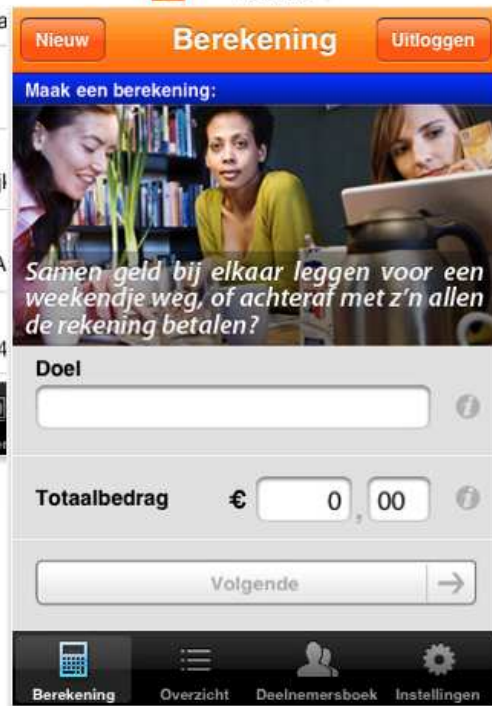 Nieuw
Berekening
Uitloggen
Maak een berekening:
Samen geld bij elkaar leggen voor een
weekendje weg, of achteraf met z'n allen
de rekening betalen?
Doel
Totaalbedrag € 0 , 00
Volgende
Berekening Overzicht Deelnemersboek Instellingen